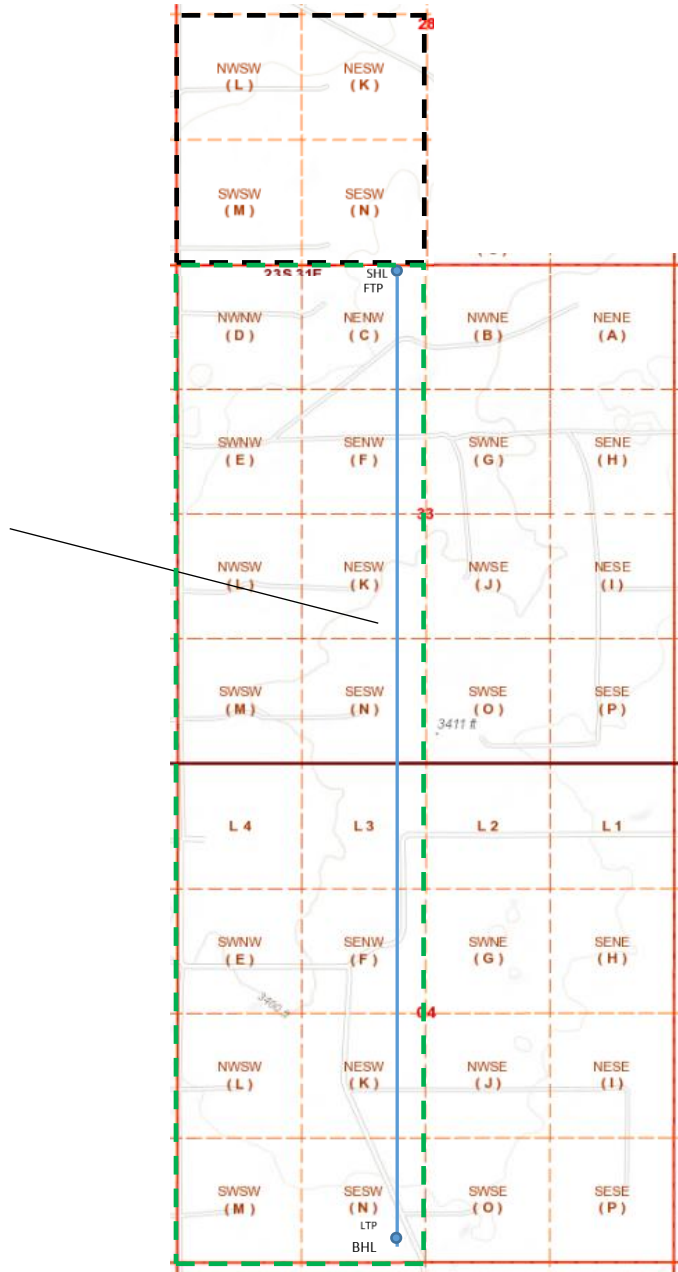 28
NWSW NESW
(L) (K)
SWSW SESW
(M) (N)
23S 31E SHL
FTP
NWNW NENW NWNE NENE
(D) (C) (B) (A)
SWNW SENW SWNE SENE
(E) (F) (G) (H)
33
NWSW NESW NWSE NESE
(L) (K) (J) (I)
SWSW SESW SWSE SESE
(M) (N) (O) (P)
3411 ft
L 4 L 3 L 2 L 1
SWNW SENW SWNE SENE
(E) (F) (G) (H)
3400 ft
04
NWSW NESW NWSE NESE
(L) (K) (J) (I)
SWSW SESW SWSE SESE
(M) (N) (O) (P)
LTP
BHL